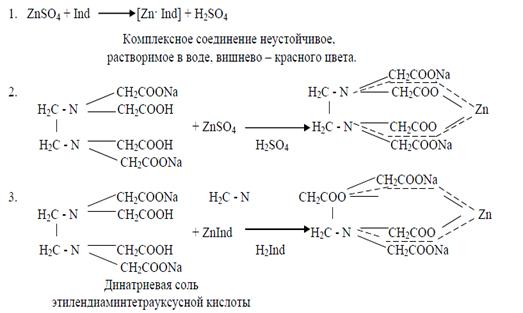 1. ZnSO₄ + Ind ⟶ [Zn· Ind] + H₂SO₄
Комплексное соединение неустойчивое,
растворимое в воде, вишнево – красного цвета.
2.
CH₂COONa
H₂C - N
CH₂COOH
H₂C - N
CH₂COOH
CH₂COONa
+ ZnSO₄
H₂SO₄
CH₂COONa
H₂C - N
CH₂COO
Zn
H₂C - N
CH₂COO
CH₂COONa
3.
CH₂COONa
H₂C - N
CH₂COOH
H₂C - N
CH₂COOH
CH₂COONa
H₂C - N
+ ZnInd
H₂Ind
CH₂COONa
CH₂COO
Zn
H₂C - N
CH₂COO
CH₂COONa
Динатриевая соль
этилендиаминтетрауксусной кислоты